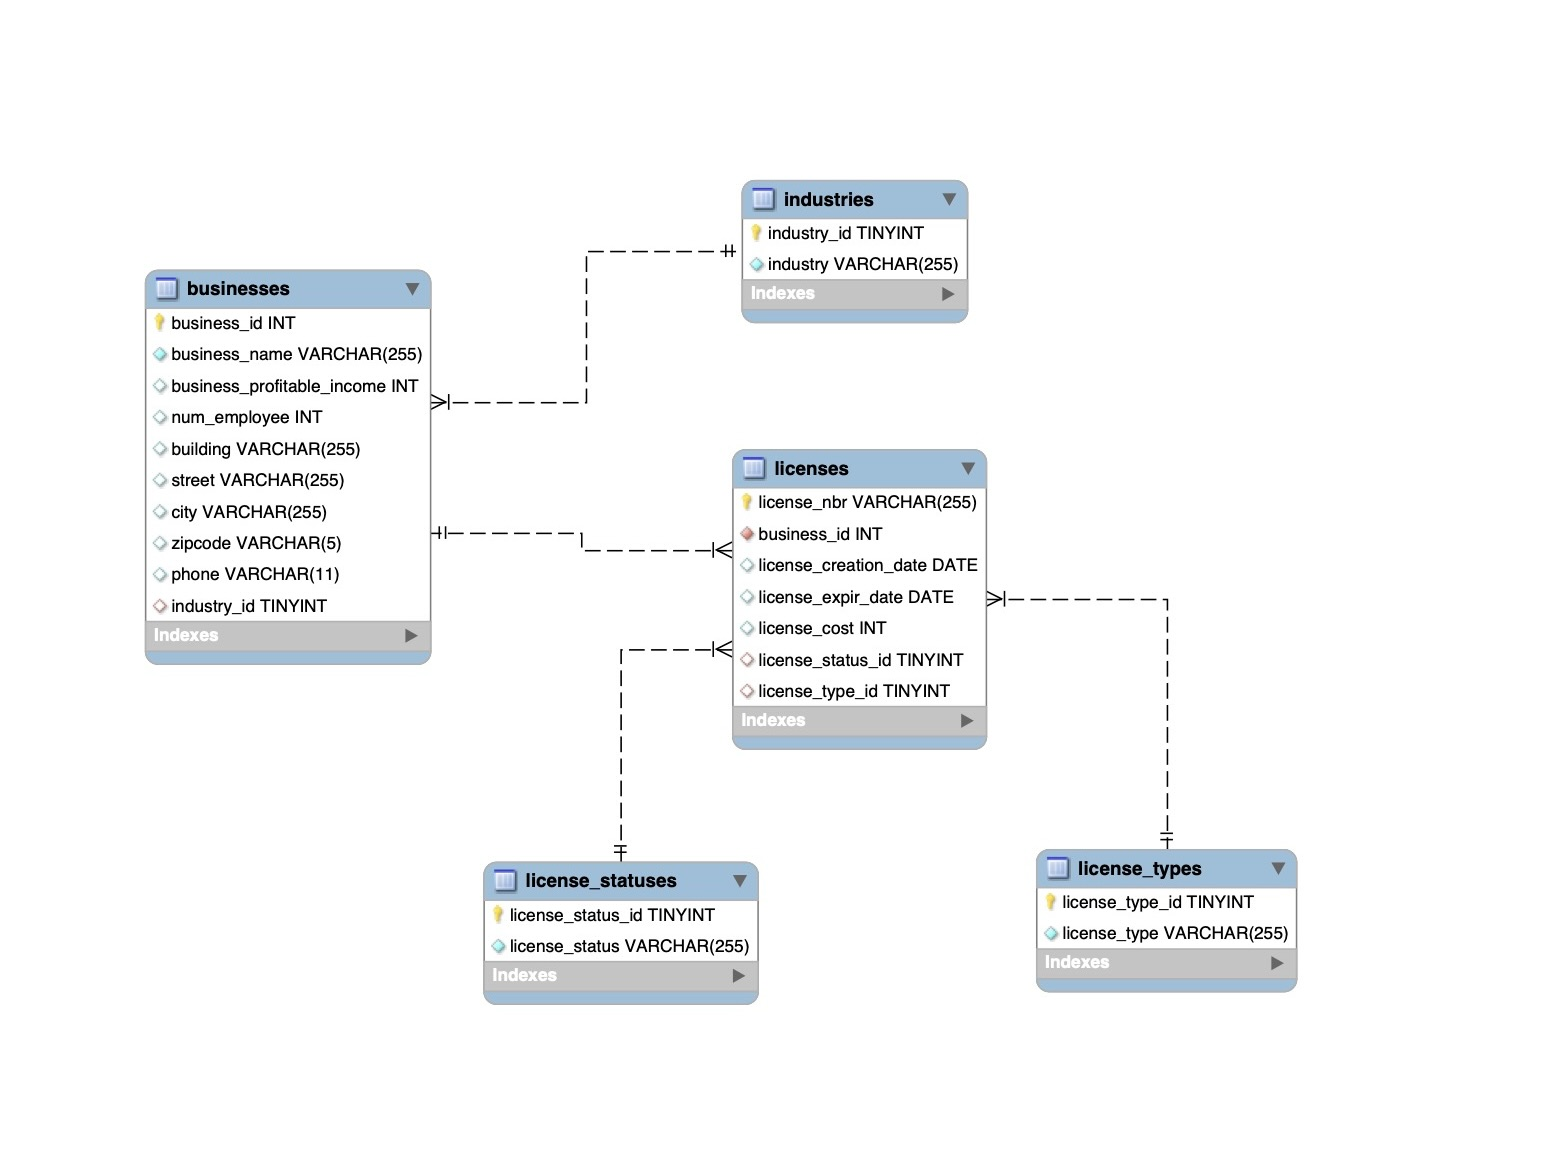 industries
industry_id TINYINT
industry VARCHAR(255)
Indexes
businesses
business_id INT
business_name VARCHAR(255)
business_profitable_income INT
num_employee INT
building VARCHAR(255)
street VARCHAR(255)
city VARCHAR(255)
zipcode VARCHAR(5)
phone VARCHAR(11)
industry_id TINYINT
Indexes
licenses
license_nbr VARCHAR(255)
business_id INT
license_creation_date DATE
license_expir_date DATE
license_cost INT
license_status_id TINYINT
license_type_id TINYINT
Indexes
license_statuses
license_status_id TINYINT
license_status VARCHAR(255)
Indexes
license_types
license_type_id TINYINT
license_type VARCHAR(255)
Indexes